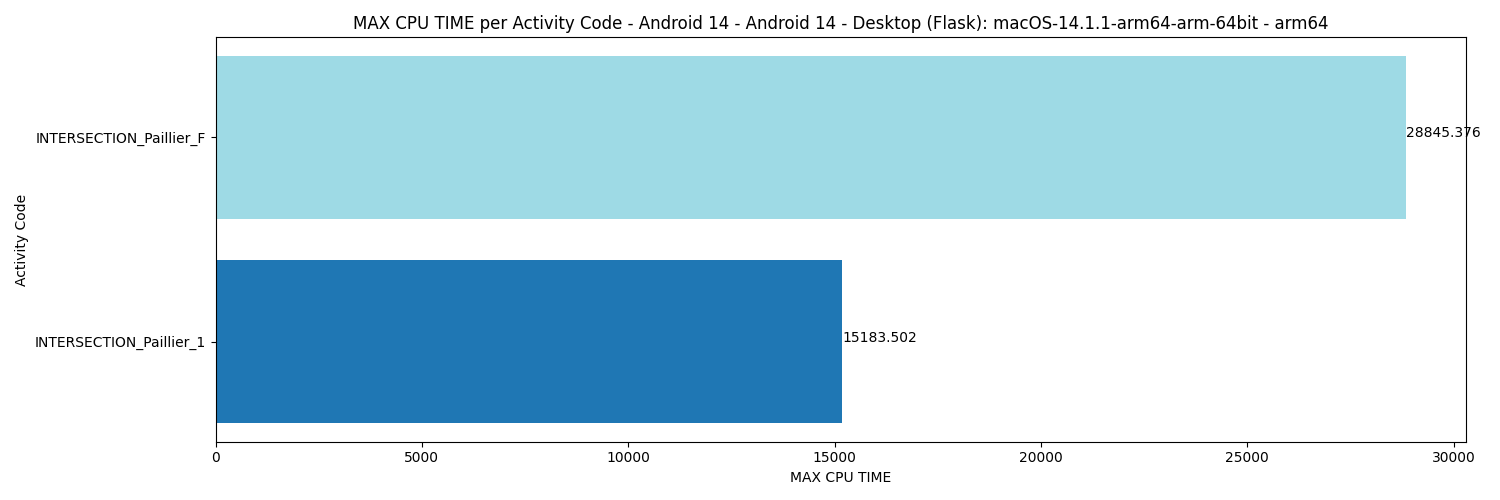 MAX CPU TIME per Activity Code - Android 14 - Android 14 - Desktop (Flask): macOS-14.1.1-arm64-arm-64bit - arm64
Activity Code
INTERSECTION_Paillier_F
28845.376
INTERSECTION_Paillier_1
15183.502
0 5000 10000 15000 20000 25000 30000
MAX CPU TIME